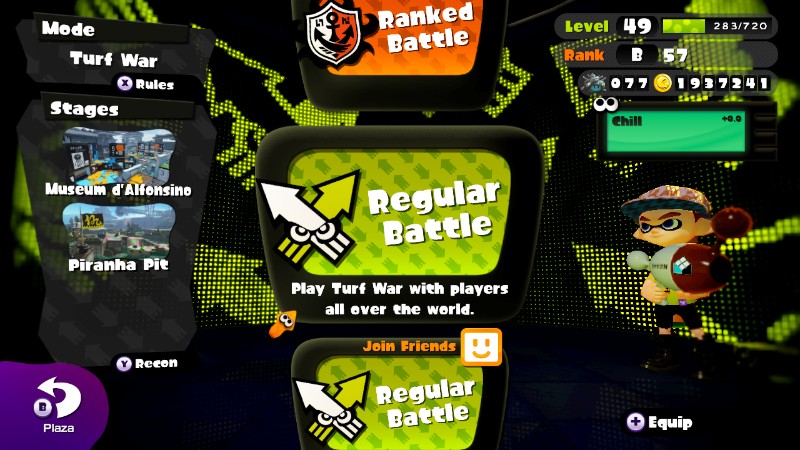 Mode
Turf War
X Rules
Stages
Museum d'Alfonsino
Piranha Pit
Y Recon
B
Plaza
Ranked
Battle
Regular
Battle
Play Turf War with players
all over the world.
Join Friends
Regular
Battle
Level 49 283/720
Rank B 57
077 1937241
Chill +0.0
+ Equip